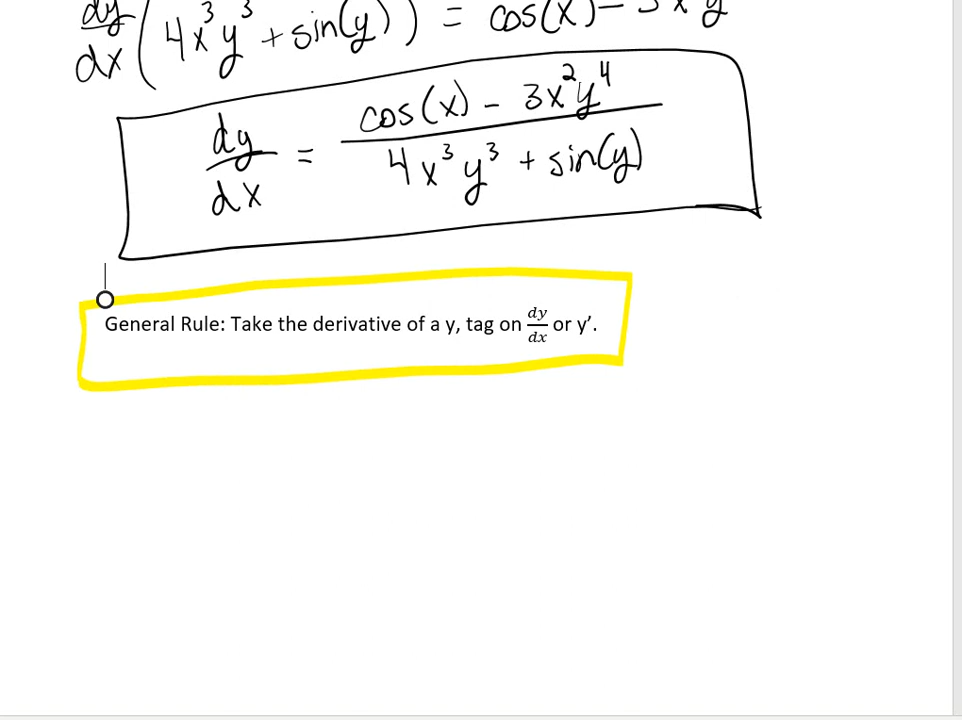 dy/dx (4x³y³ + sin(y)) = cos(x) - 3x y
dy/dx = (cos(x) - 3x²y⁴)/(4x³y³ + sin(y))
General Rule: Take the derivative of a y, tag on dy/dx or y′.